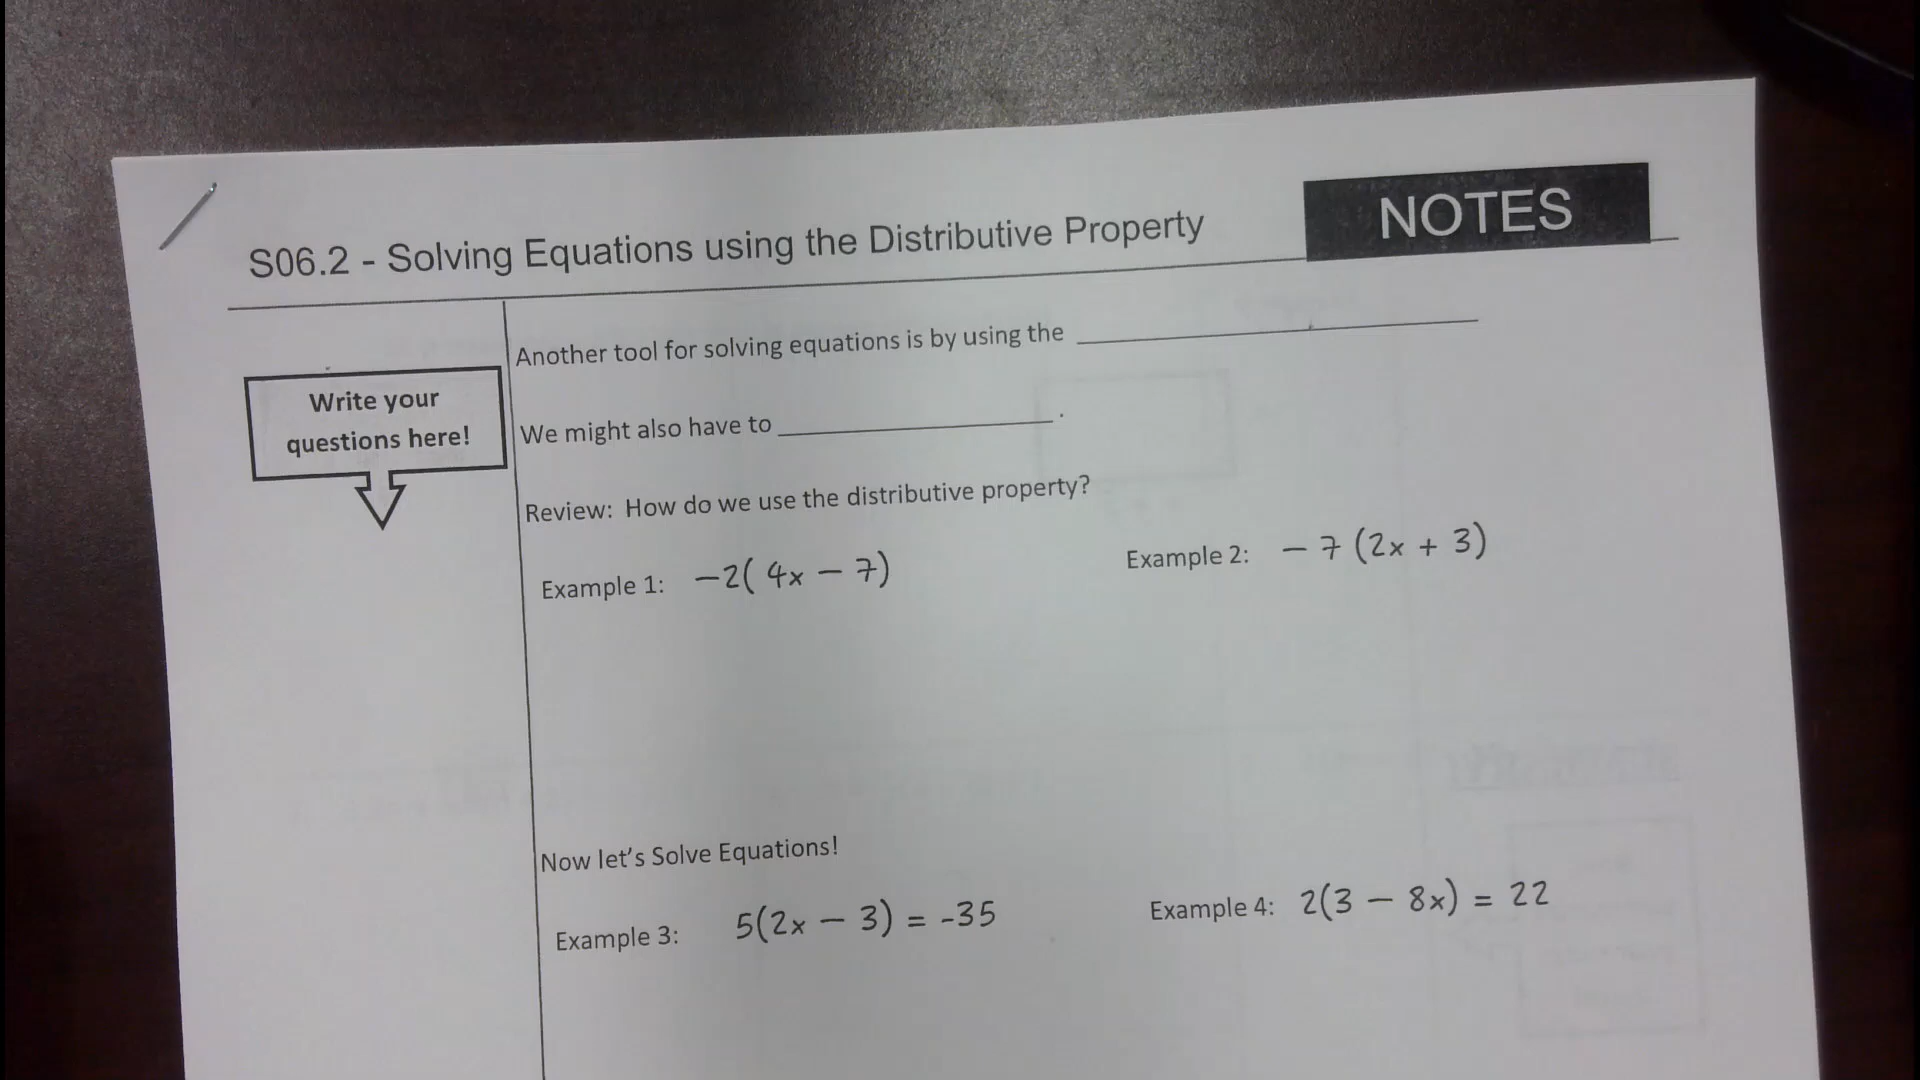 S06.2 - Solving Equations using the Distributive Property
NOTES
Another tool for solving equations is by using the ____________________
Write your
questions here!
We might also have to ____________________.
Review: How do we use the distributive property?
Example 1: -2(4x - 7)
Example 2: -7(2x + 3)
Now let's Solve Equations!
Example 3: 5(2x - 3) = -35
Example 4: 2(3 - 8x) = 22